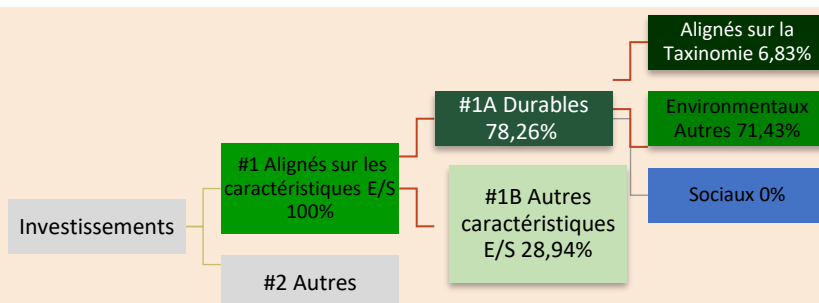 Investissements
#1 Alignés sur les
caractéristiques E/S
100%
#2 Autres
#1A Durables
78,26%
#1B Autres
caractéristiques
E/S 28,94%
Alignés sur la
Taxinomie 6,83%
Environmentaux
Autres 71,43%
Sociaux 0%